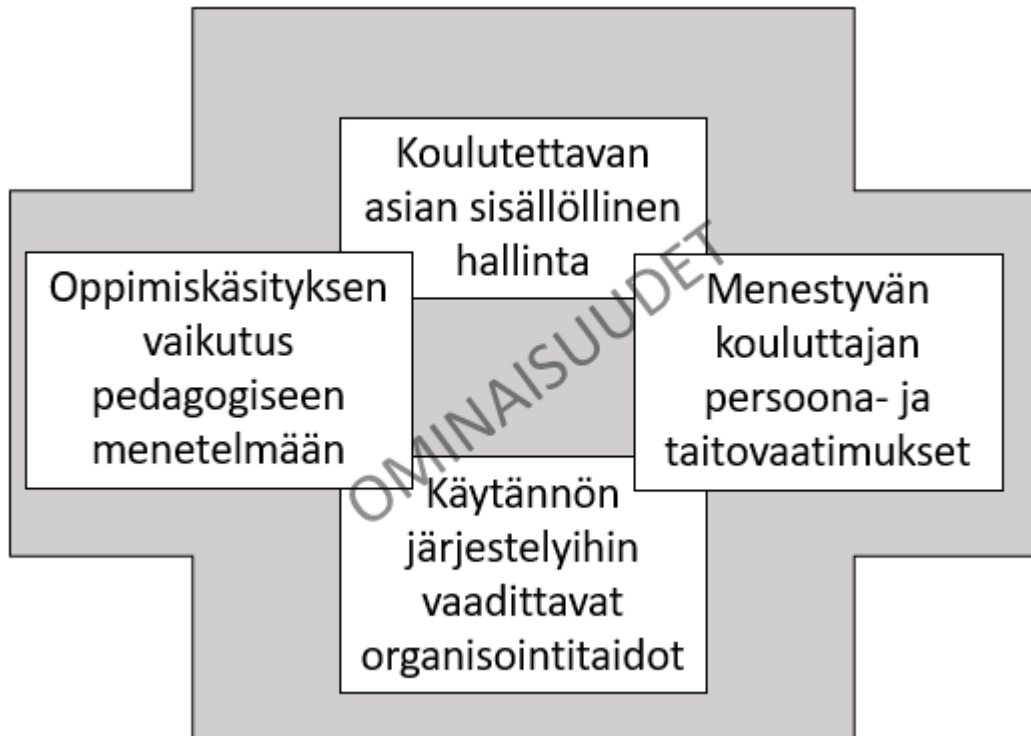 Koulutettavan
asian sisällöllinen
hallinta
Oppimiskäsityksen
vaikutus
pedagogiseen
menetelmään
OMINAISUUDET
Menestyvän
kouluttajan
persoona- ja
taitovaatimukset
Käytännön
järjestelyihin
vaadittavat
organisointitaidot